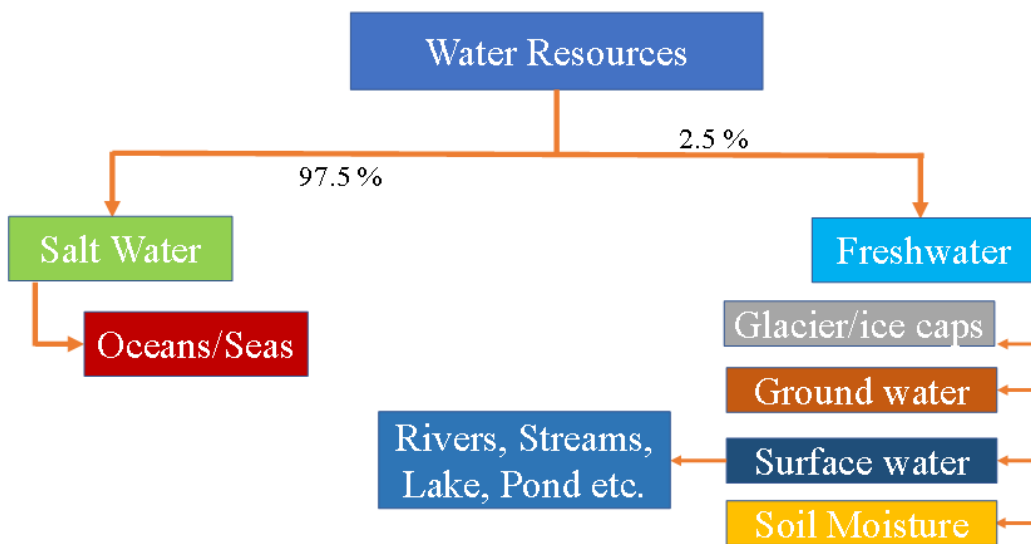 Water Resources
2.5 %
97.5 %
Salt Water
Freshwater
Oceans/Seas
Glacier/ice caps
Ground water
Rivers, Streams,
Lake, Pond etc.
Surface water
Soil Moisture